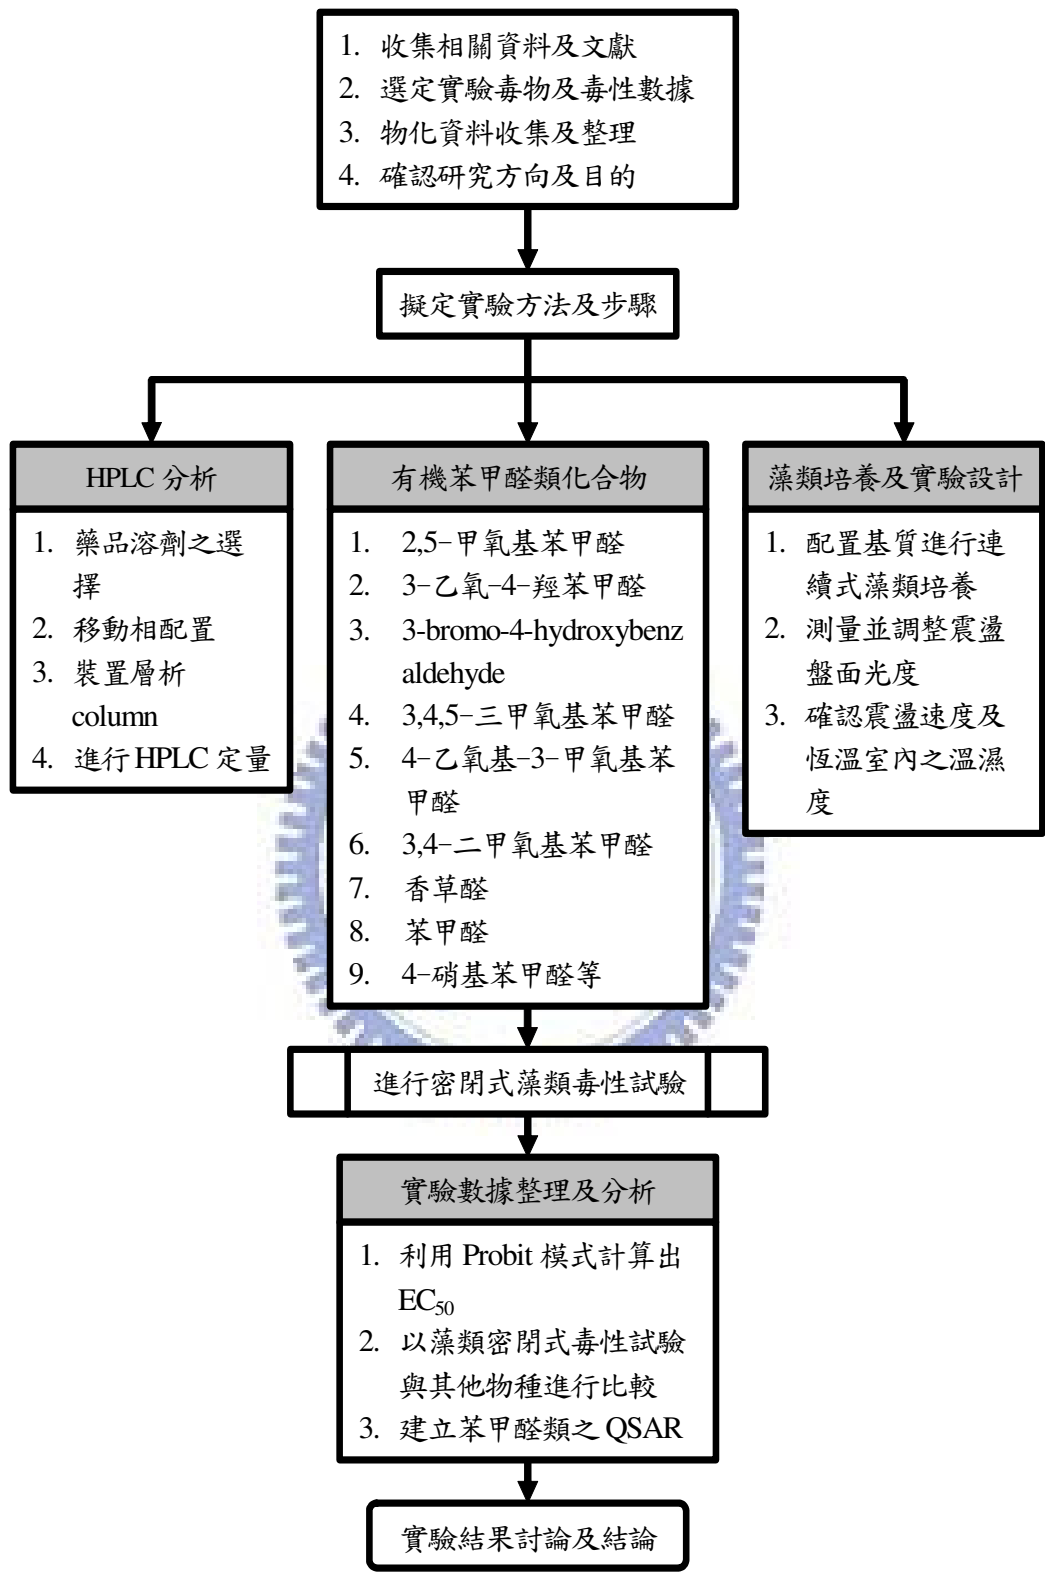 1. 收集相關資料及文獻
2. 選定實驗毒物及毒性數據
3. 物化資料收集及整理
4. 確認研究方向及目的
擬定實驗方法及步驟
HPLC 分析
1. 藥品溶劑之選
擇
2. 移動相配置
3. 裝置層析
column
4. 進行 HPLC 定量
有機苯甲醛類化合物
1. 2,5-甲氧基苯甲醛
2. 3-乙氧-4-羥苯甲醛
3. 3-bromo-4-hydroxybenz
aldehyde
4. 3,4,5-三甲氧基苯甲醛
5. 4-乙氧基-3-甲氧基苯
甲醛
6. 3,4-二甲氧基苯甲醛
7. 香草醛
8. 苯甲醛
9. 4-硝基苯甲醛等
藻類培養及實驗設計
1. 配置基質進行連
續式藻類培養
2. 測量並調整震盪
盤面光度
3. 確認震盪速度及
恆溫室內之溫濕
度
進行密閉式藻類毒性試驗
實驗數據整理及分析
1. 利用 Probit 模式計算出
EC50
2. 以藻類密閉式毒性試驗
與其他物種進行比較
3. 建立苯甲醛類之 QSAR
實驗結果討論及結論